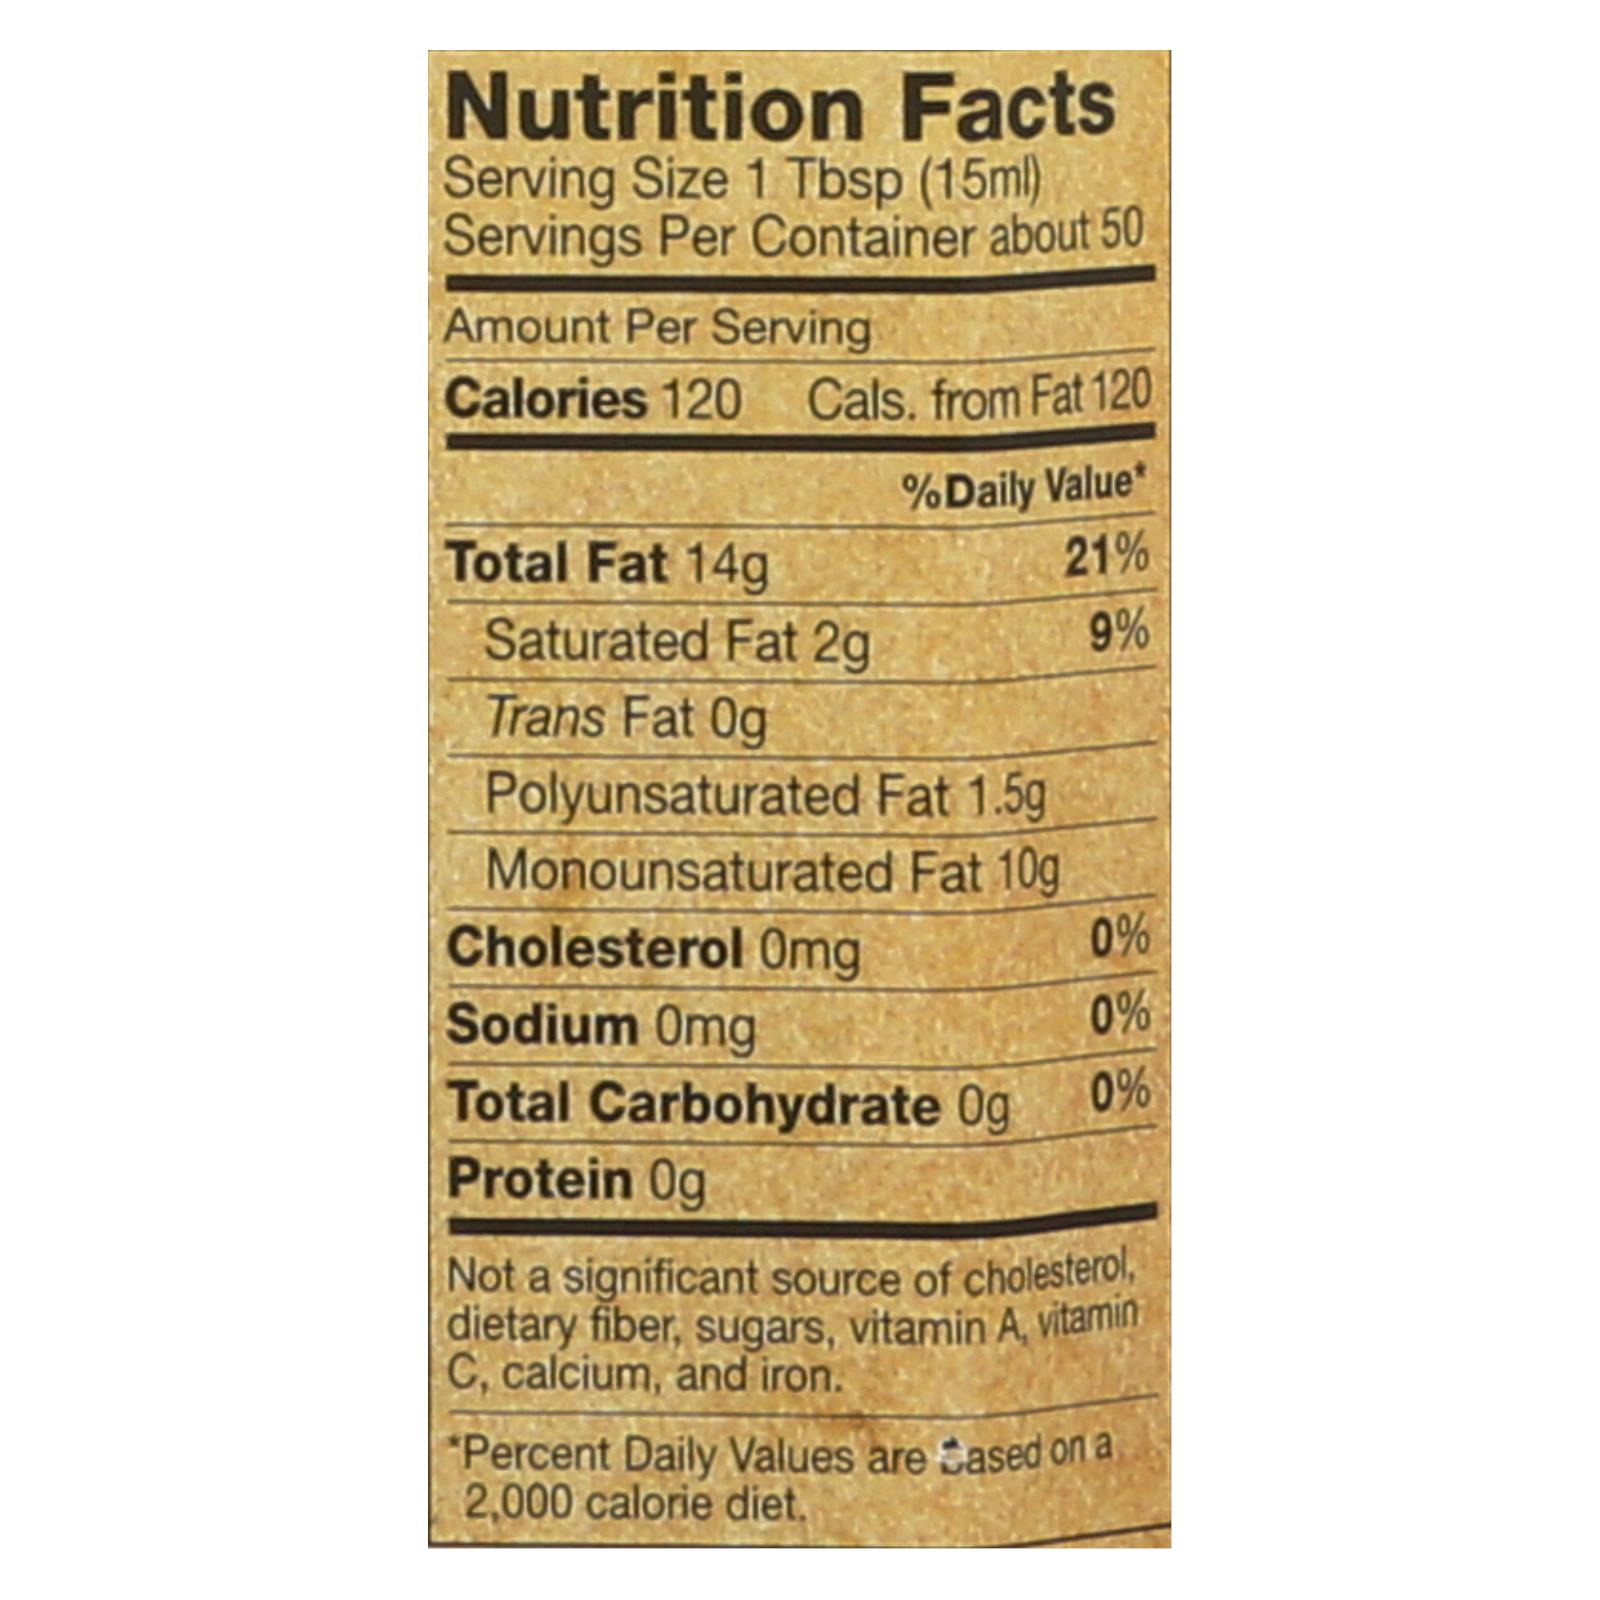 Nutrition Facts
Serving Size 1 Tbsp (15ml)
Servings Per Container about 50
Amount Per Serving
Calories 120 Cals. from Fat 120
%Daily Value*
Total Fat 14g 21%
Saturated Fat 2g 9%
Trans Fat 0g
Polyunsaturated Fat 1.5g
Monounsaturated Fat 10g
Cholesterol 0mg 0%
Sodium 0mg 0%
Total Carbohydrate 0g 0%
Protein 0g
Not a significant source of cholesterol,
dietary fiber, sugars, vitamin A, vitamin
C, calcium, and iron.
*Percent Daily Values are based on a
2,000 calorie diet.